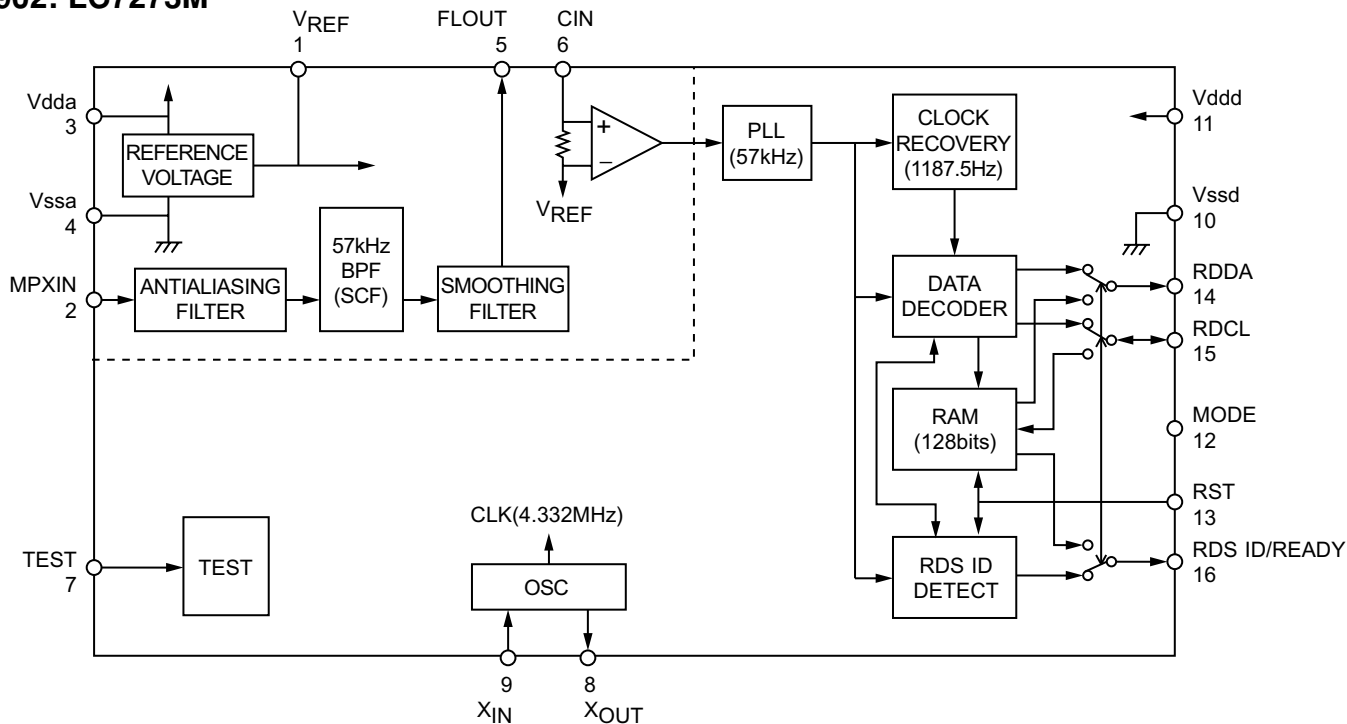 VREF
1
FLOUT
5
CIN
6
Vdda
3
REFERENCE
VOLTAGE
Vssa
4
MPXIN
2
ANTIALIASING
FILTER
57kHz
BPF
(SCF)
SMOOTHING
FILTER
+
−
VREF
PLL
(57kHz)
CLOCK
RECOVERY
(1187.5Hz)
Vddd
11
Vssd
10
DATA
DECODER
RDDA
14
RDCL
15
RAM
(128bits)
MODE
12
RST
13
RDS ID
DETECT
RDS ID/READY
16
TEST
7
TEST
CLK(4.332MHz)
OSC
9
XIN
8
XOUT